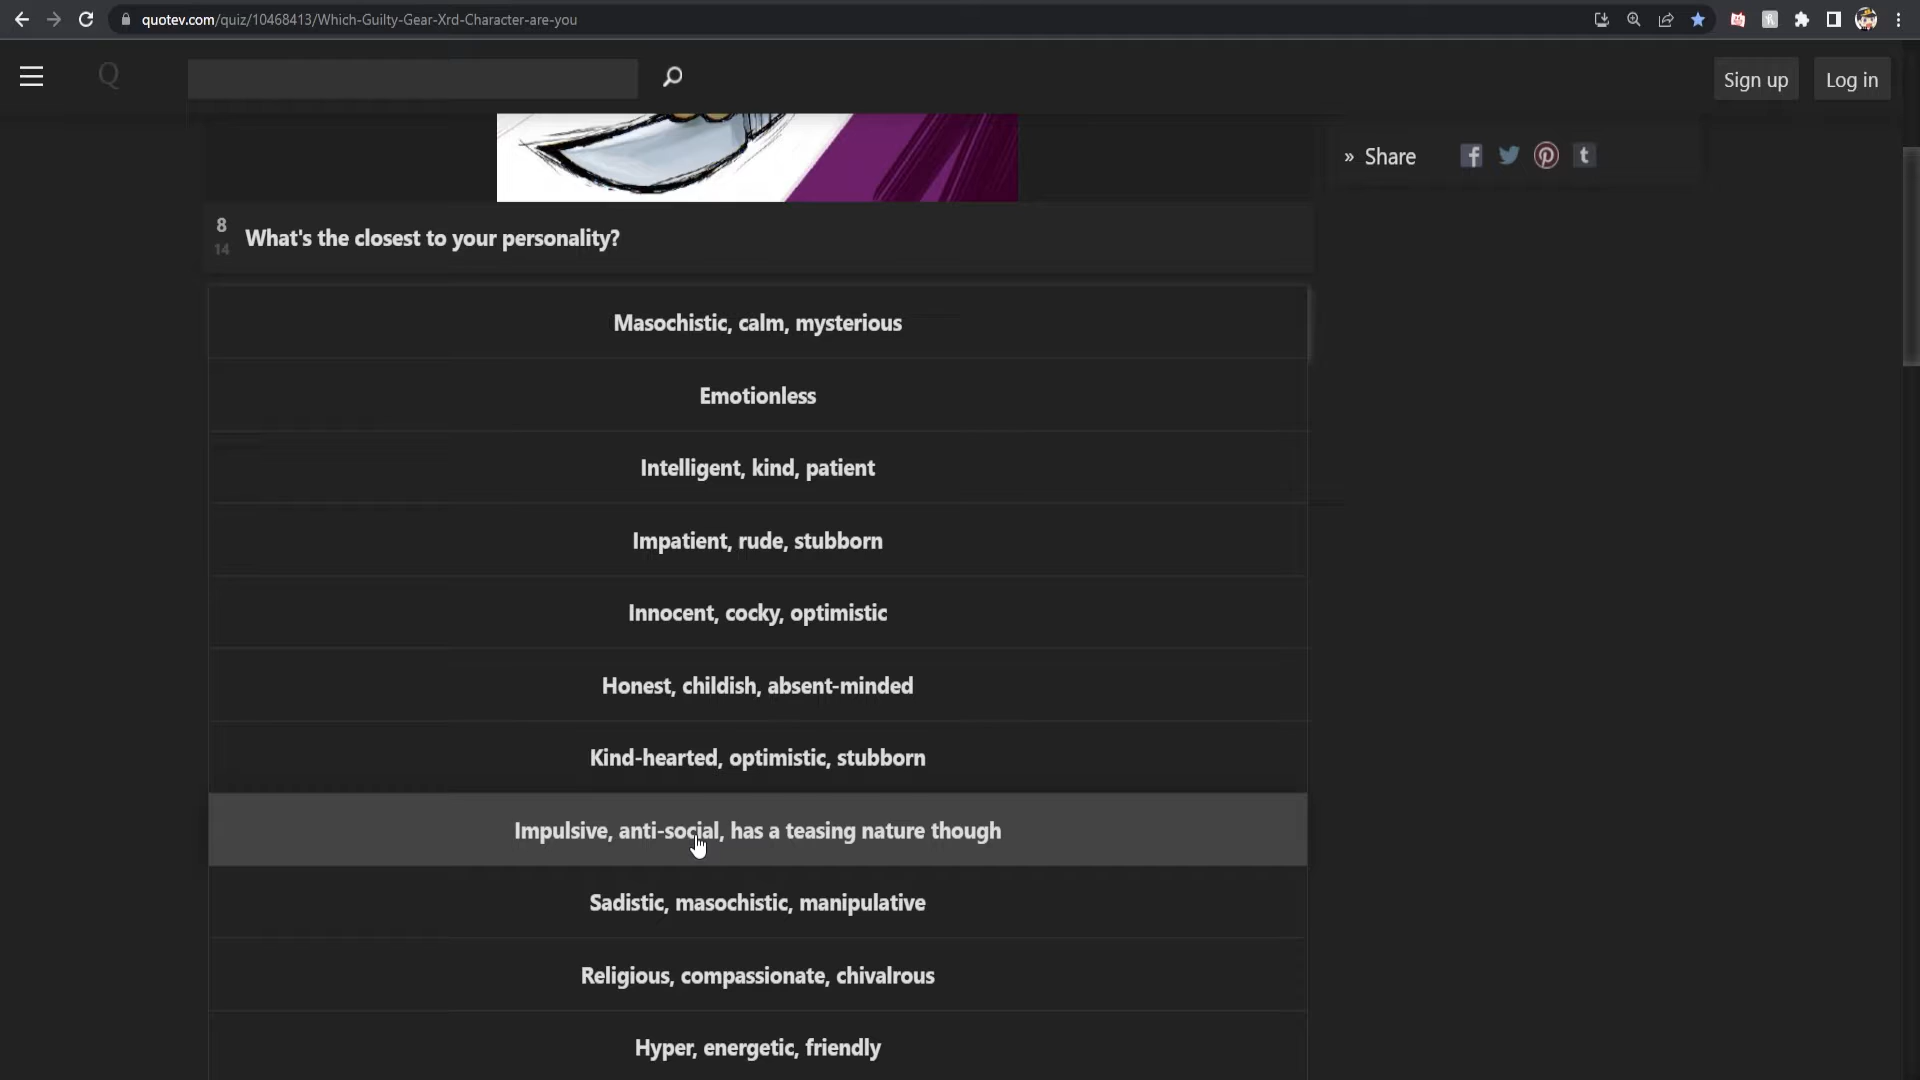 quotev.com/quiz/10468413/Which-Guilty-Gear-Xrd-Character-are-you
Q
Sign up
Log in
» Share
8
14
What's the closest to your personality?
Masochistic, calm, mysterious
Emotionless
Intelligent, kind, patient
Impatient, rude, stubborn
Innocent, cocky, optimistic
Honest, childish, absent-minded
Kind-hearted, optimistic, stubborn
Impulsive, anti-social, has a teasing nature though
Sadistic, masochistic, manipulative
Religious, compassionate, chivalrous
Hyper, energetic, friendly